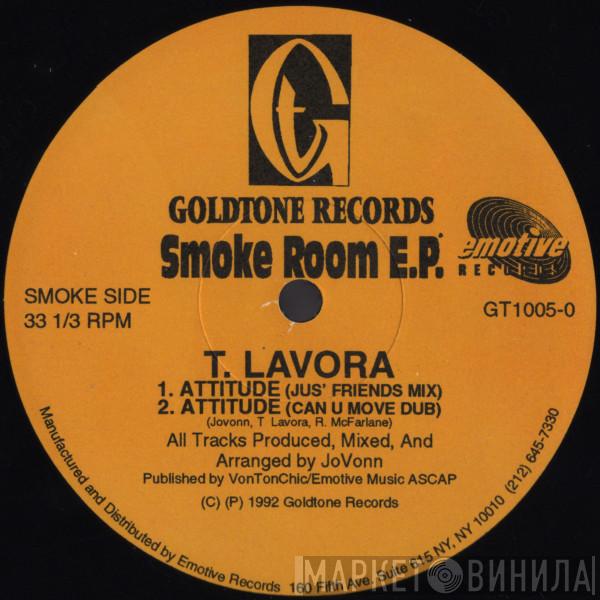 GOLDTONE RECORDS
Smoke Room E.P.
emotive
RECORDS
SMOKE SIDE
33 1/3 RPM
GT1005-0
T. LAVORA
1. ATTITUDE (JUS' FRIENDS MIX)
2. ATTITUDE (CAN U MOVE DUB)
(Jovonn, T Lavora, R. McFarlane)
All Tracks Produced, Mixed, And
Arranged by JoVonn
Published by VonTonChic/Emotive Music ASCAP
(C) (P) 1992 Goldtone Records
Manufactured and Distributed by Emotive Records 160 Fifth Ave. Suite 815 NY, NY 10010 (212) 645-7330
МАРКЕТ ВИНИЛА